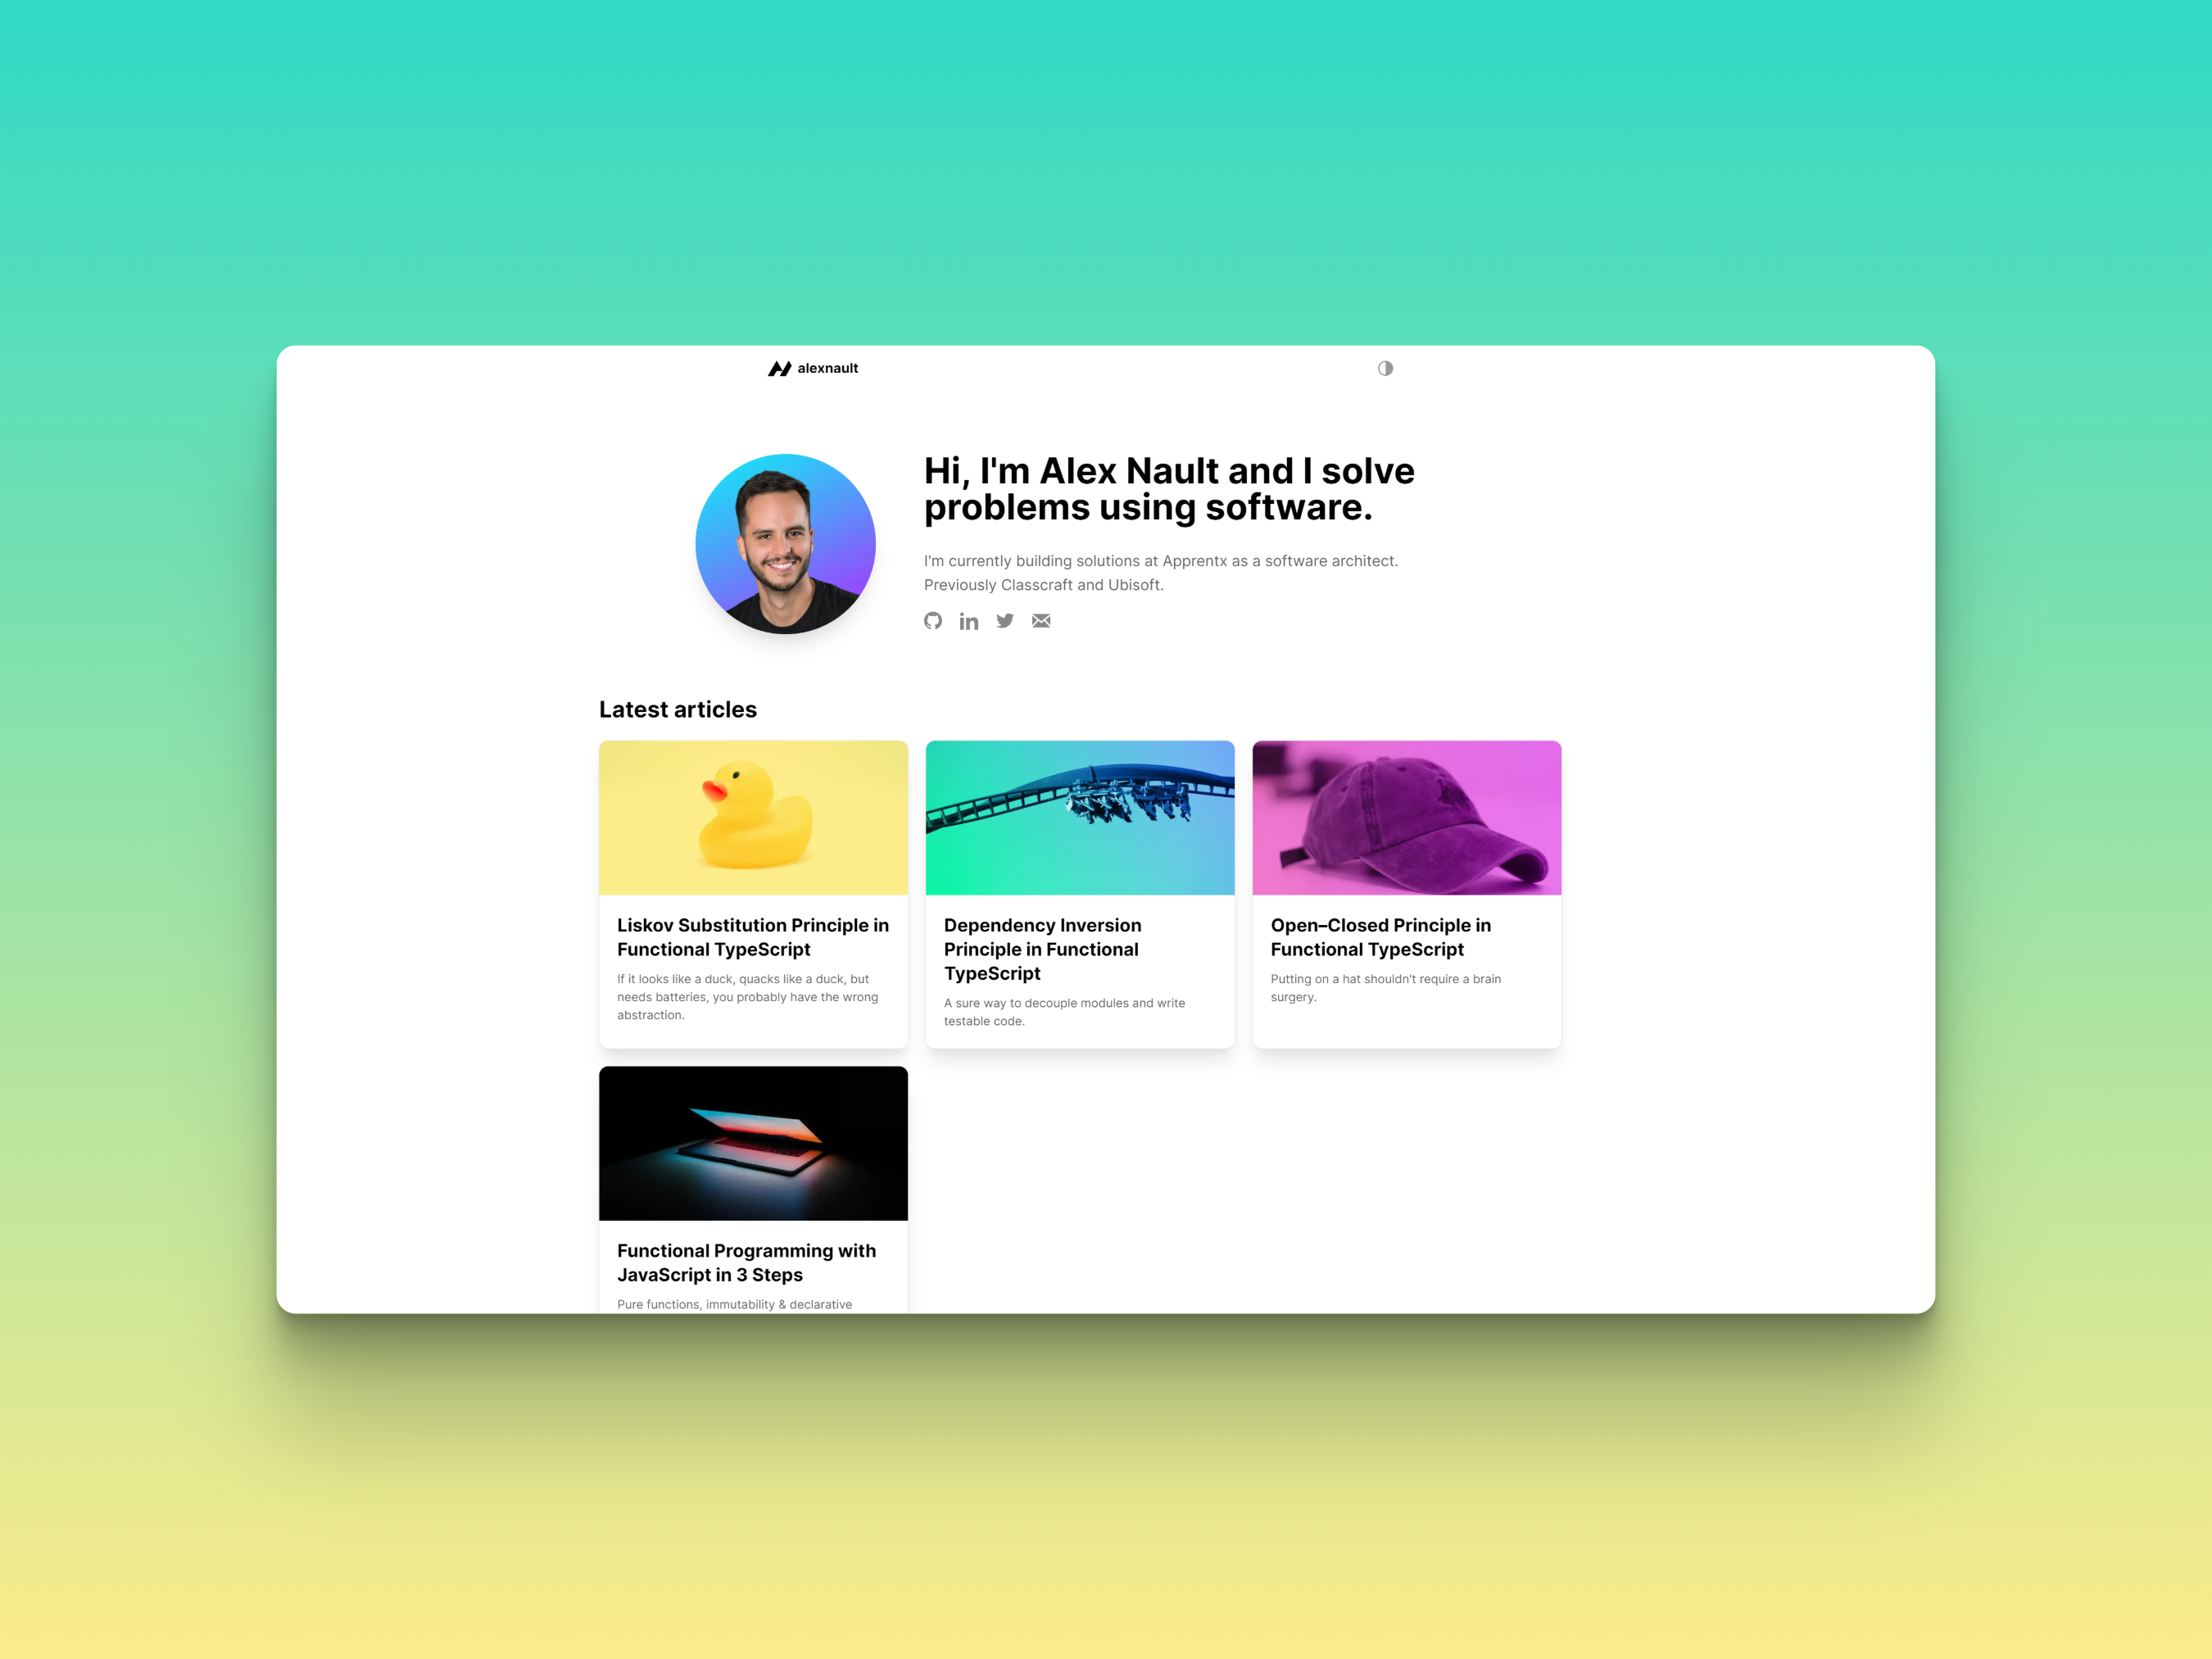 alexnault
Hi, I'm Alex Nault and I solve
problems using software.
I'm currently building solutions at Apprentx as a software architect.
Previously Classcraft and Ubisoft.
Latest articles
Liskov Substitution Principle in
Functional TypeScript
If it looks like a duck, quacks like a duck, but
needs batteries, you probably have the wrong
abstraction.
Dependency Inversion
Principle in Functional
TypeScript
A sure way to decouple modules and write
testable code.
Open–Closed Principle in
Functional TypeScript
Putting on a hat shouldn't require a brain
surgery.
Functional Programming with
JavaScript in 3 Steps
Pure functions, immutability & declarative